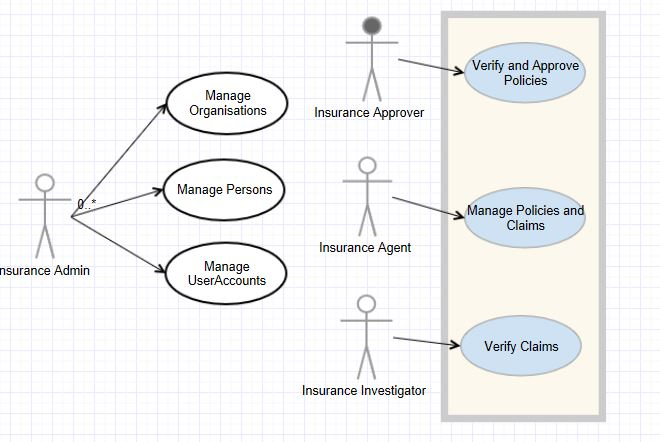 Verify and Approve
Policies
Manage
Organisations
Insurance Approver
Manage Persons
0..*
Manage Policies and
Claims
Insurance Agent
nsurance Admin
Manage
UserAccounts
Verify Claims
Insurance Investigator